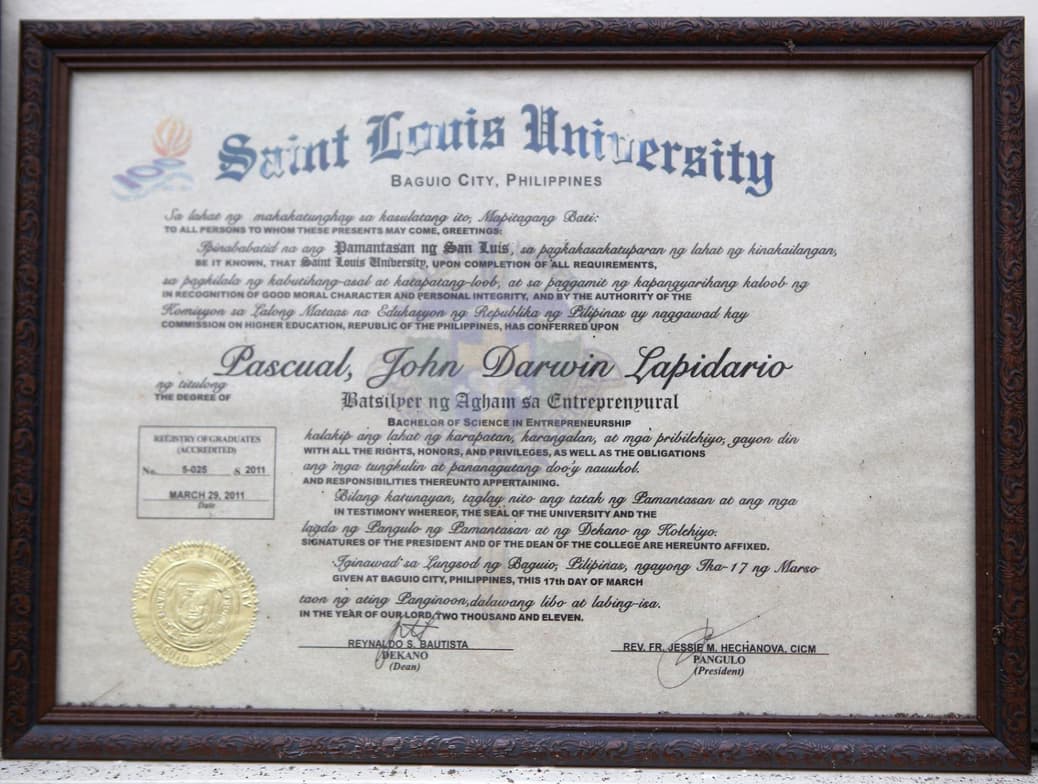 100
Saint Louis University
BAGUIO CITY, PHILIPPINES
Sa lahat ng makakatunghay sa kasulatang ito, Mapitagang Bati:
TO ALL PERSONS TO WHOM THESE PRESENTS MAY COME, GREETINGS:
Ipinababatid na ang Pamantasan ng San Luis, sa pagkakasakatuparan ng lahat ng kinakailangan,
BE IT KNOWN, THAT Saint Louis University, UPON COMPLETION OF ALL REQUIREMENTS,
sa pagkilala ng kabutihang-asal at katapatang-loob, at sa paggamit ng kapangyarihang kaloob ng
IN RECOGNITION OF GOOD MORAL CHARACTER AND PERSONAL INTEGRITY, AND BY THE AUTHORITY OF THE
Komisyon sa Lalong Mataas na Edukasyon ng Republika ng Pilipinas ay naggawad kay
COMMISSION ON HIGHER EDUCATION, REPUBLIC OF THE PHILIPPINES, HAS CONFERRED UPON
Pascual, John Darwin Lapidario
ng titulong
THE DEGREE OF
Batsilyer ng Agham sa Entreprenyural
BACHELOR OF SCIENCE IN ENTREPRENEURSHIP
kalakip ang lahat ng karapatan, karangalan, at mga pribilehiyo, gayon din
WITH ALL THE RIGHTS, HONORS, AND PRIVILEGES, AS WELL AS THE OBLIGATIONS
ang mga tungkulin at pananagutang doo'y nauukol.
AND RESPONSIBILITIES THEREUNTO APPERTAINING.
REGISTRY OF GRADUATES
(ACCREDITED)
No. 5-025 S 2011
MARCH 29, 2011
Date
Bilang katunayan, taglay nito ang tatak ng Pamantasan at ang mga
IN TESTIMONY WHEREOF, THE SEAL OF THE UNIVERSITY AND THE
lagda ng Pangulo ng Pamantasan at ng Dekano ng Kolehiyo.
SIGNATURES OF THE PRESIDENT AND OF THE DEAN OF THE COLLEGE ARE HEREUNTO AFFIXED.
Iginawad sa Lungsod ng Baguio, Pilipinas, ngayong Ika-17 ng Marso
GIVEN AT BAGUIO CITY, PHILIPPINES, THIS 17th DAY OF MARCH
taon ng ating Panginoon, dalawang libo at labing-isa.
IN THE YEAR OF OUR LORD, TWO THOUSAND AND ELEVEN.
REYNALDO S. BAUTISTA
DEKANO
(Dean)
REV. FR. JESSIE M. HECHANOVA, CICM
PANGULO
(President)